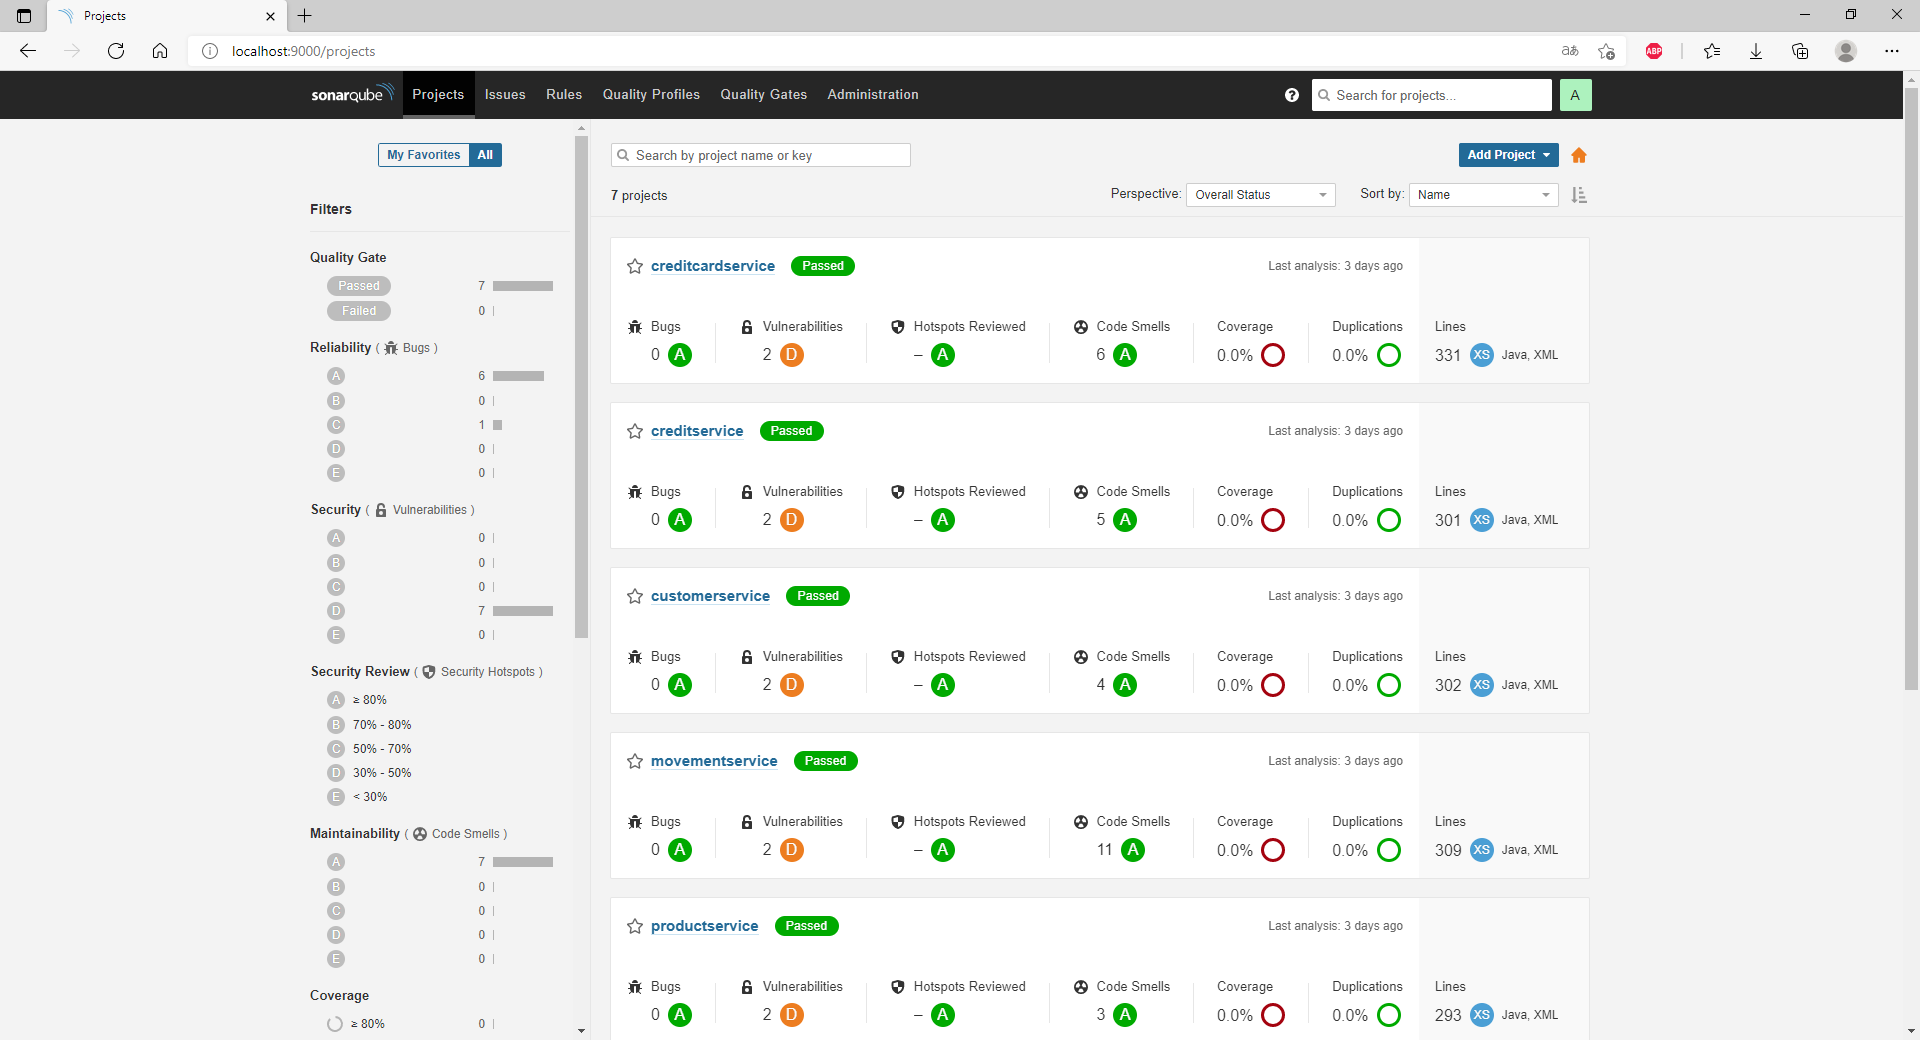 Projects
localhost:9000/projects
ABP
sonarqube Projects Issues Rules Quality Profiles Quality Gates Administration Search for projects... A
My Favorites All
Search by project name or key
Add Project
7 projects
Perspective: Overall Status Sort by: Name
Filters
Quality Gate
Passed 7
Failed 0
Reliability ( Bugs )
A 6
B 0
C 1
D 0
E 0
Security ( Vulnerabilities )
A 0
B 0
C 0
D 7
E 0
Security Review ( Security Hotspots )
A ≥ 80%
B 70% - 80%
C 50% - 70%
D 30% - 50%
E < 30%
Maintainability ( Code Smells )
A 7
B 0
C 0
D 0
E 0
Coverage
≥ 80% 0
creditcardservice Passed Last analysis: 3 days ago
Bugs Vulnerabilities Hotspots Reviewed Code Smells Coverage Duplications Lines
0 A 2 D – A 6 A 0.0% 0.0% 331 XS Java, XML
creditservice Passed Last analysis: 3 days ago
Bugs Vulnerabilities Hotspots Reviewed Code Smells Coverage Duplications Lines
0 A 2 D – A 5 A 0.0% 0.0% 301 XS Java, XML
customerservice Passed Last analysis: 3 days ago
Bugs Vulnerabilities Hotspots Reviewed Code Smells Coverage Duplications Lines
0 A 2 D – A 4 A 0.0% 0.0% 302 XS Java, XML
movementservice Passed Last analysis: 3 days ago
Bugs Vulnerabilities Hotspots Reviewed Code Smells Coverage Duplications Lines
0 A 2 D – A 11 A 0.0% 0.0% 309 XS Java, XML
productservice Passed Last analysis: 3 days ago
Bugs Vulnerabilities Hotspots Reviewed Code Smells Coverage Duplications Lines
0 A 2 D – A 3 A 0.0% 0.0% 293 XS Java, XML